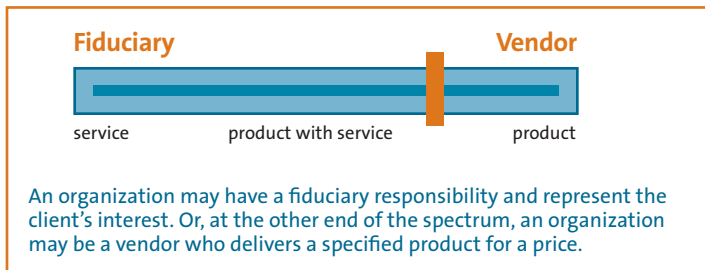 Fiduciary Vendor
service product with service product
An organization may have a fiduciary responsibility and represent the
client’s interest. Or, at the other end of the spectrum, an organization
may be a vendor who delivers a specified product for a price.